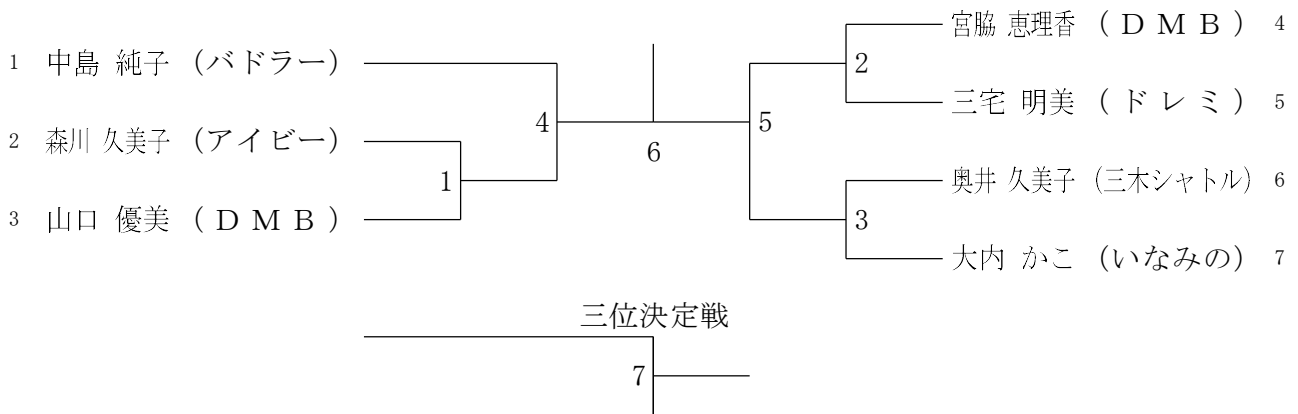 1 中島 純子 (バドラー)
2 森川 久美子 (アイビー)
3 山口 優美 ( D M B )
1
4
6
5
2
3
宮脇 恵理香 ( D M B ) 4
三宅 明美 ( ド レ ミ ) 5
奥井 久美子 (三木シャトル) 6
大内 かこ (いなみの) 7
三位決定戦
7